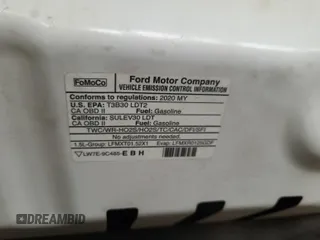 FoMoCo
Ford Motor Company
VEHICLE EMISSION CONTROL INFORMATION
Conforms to regulations: 2020 MY
U.S. EPA: T3B30 LDT2
CA OBD II Fuel: Gasoline
California: SULEV30 LDT
CA OBD II Fuel: Gasoline
TWC/WR-HO2S/HO2S/TC/CAC/DFI/SFI
No adjustments needed.
1.5L-Group: LFMXT01.52X1 Evap:
LW7E-9C485-EBH
DREAMBID